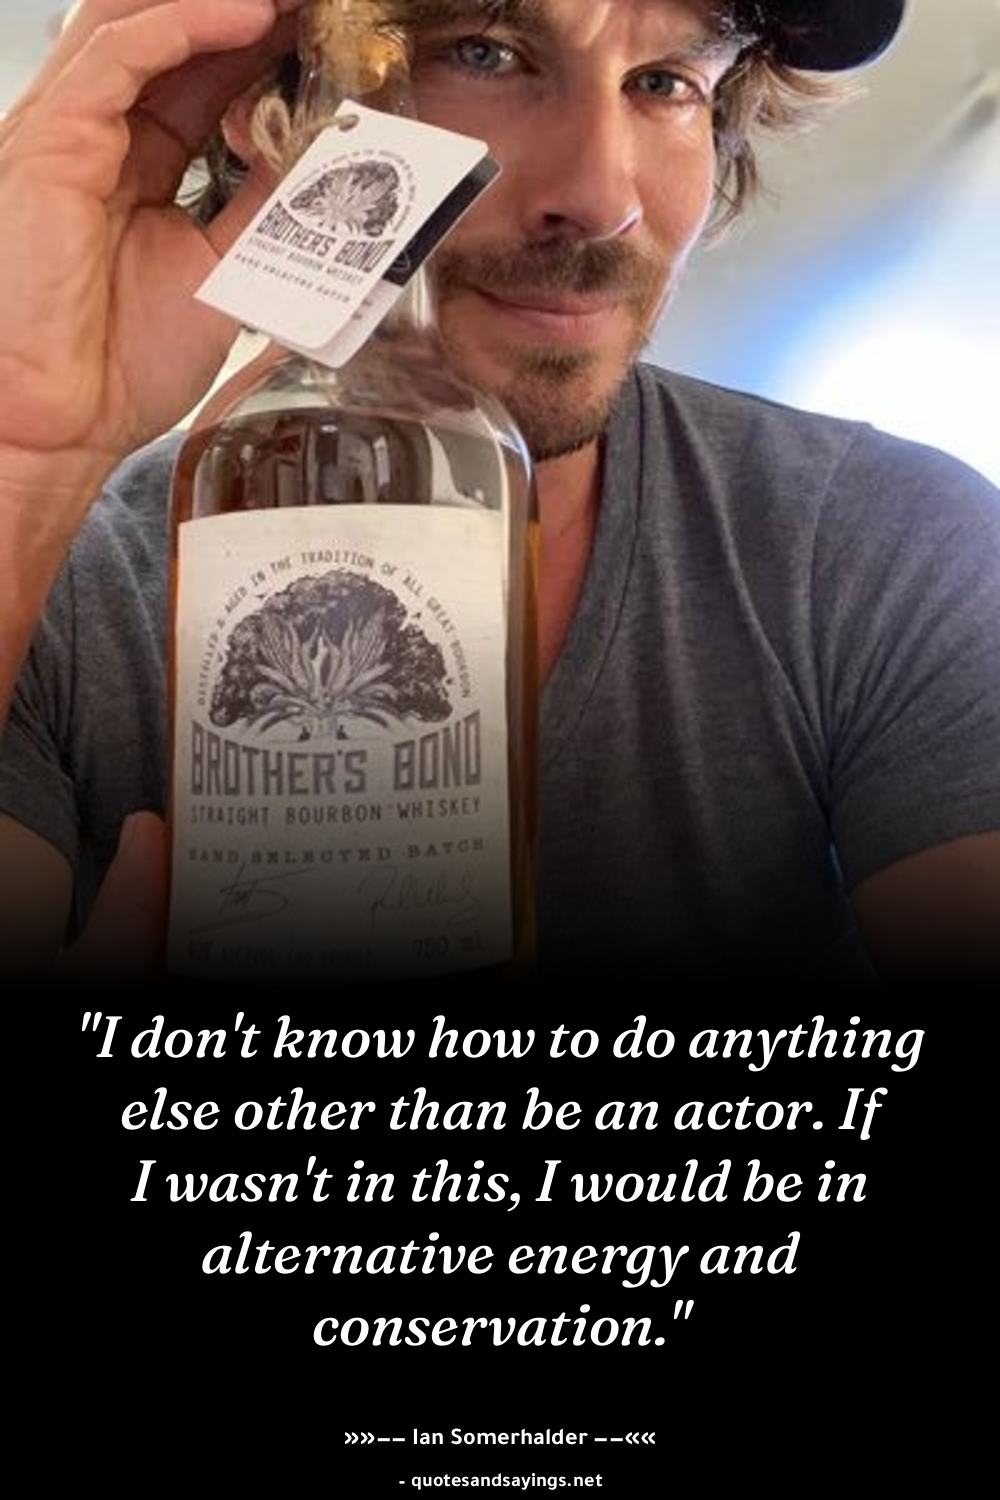 BROTHER'S BOND
STRAIGHT BOURBON WHISKEY
HAND SELECTED BATCH
DISTILLED & AGED IN THE TRADITION OF ALL GREAT BOURBON
BROTHER'S BOND
STRAIGHT BOURBON WHISKEY
HAND SELECTED BATCH
750 ml
"I don't know how to do anything
else other than be an actor. If
I wasn't in this, I would be in
alternative energy and
conservation."
»»−− Ian Somerhalder −−««
- quotesandsayings.net